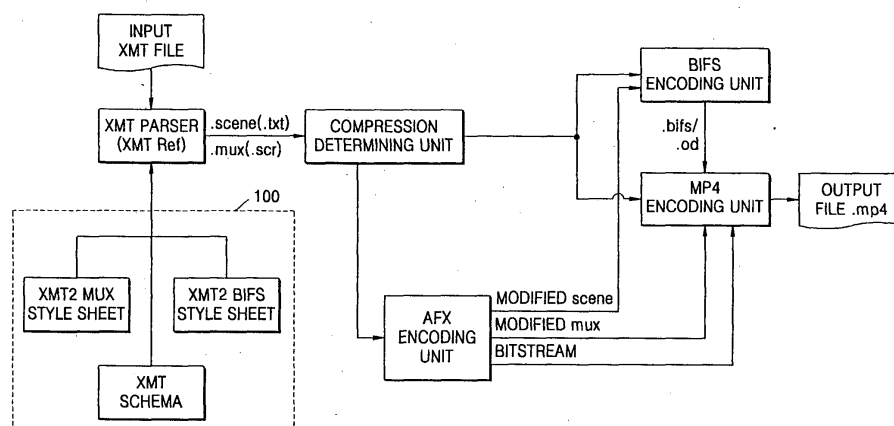 INPUT
XMT FILE
XMT PARSER
(XMT Ref)
.scene(.txt)
.mux(.scr)
COMPRESSION
DETERMINING UNIT
BIFS
ENCODING UNIT
.bifs/
.od
MP4
ENCODING UNIT
OUTPUT
FILE .mp4
100
XMT2 MUX
STYLE SHEET
XMT2 BIFS
STYLE SHEET
XMT
SCHEMA
AFX
ENCODING
UNIT
MODIFIED scene
MODIFIED mux
BITSTREAM